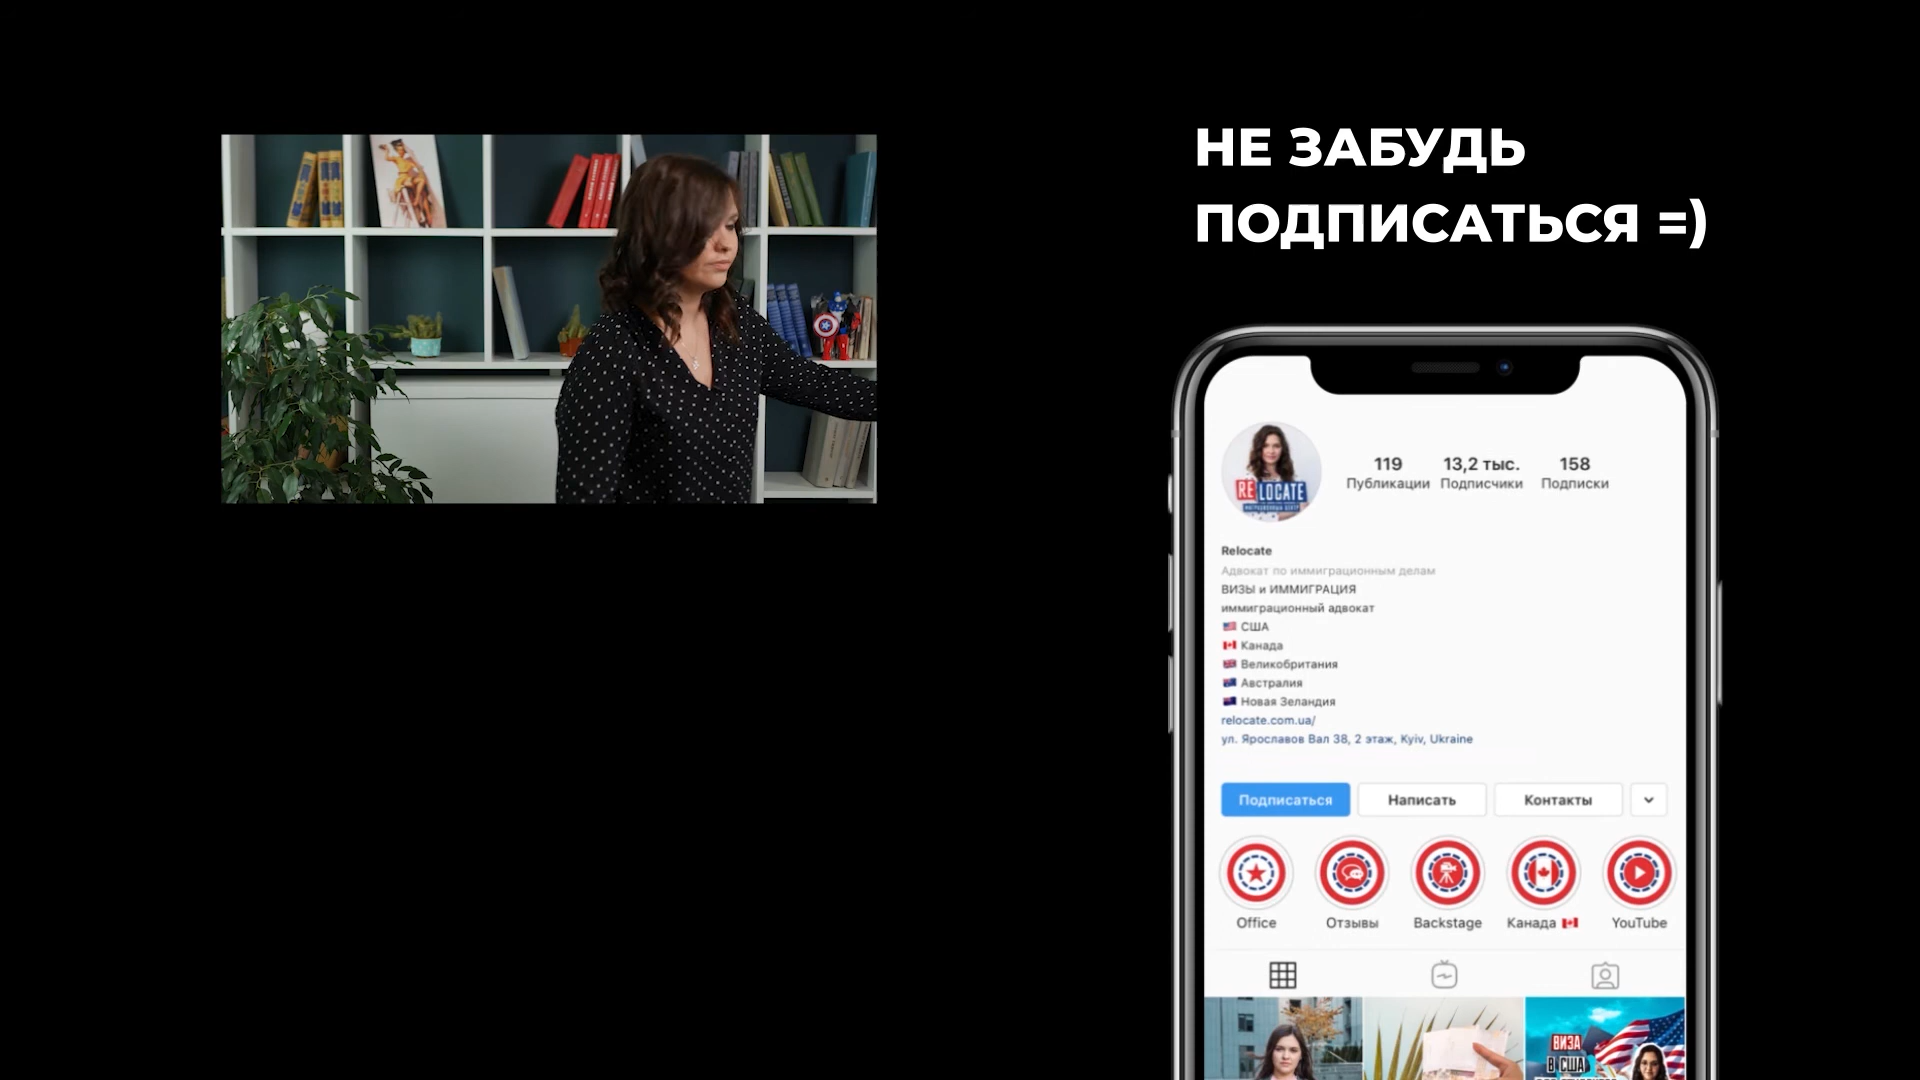 НЕ ЗАБУДЬ
ПОДПИСАТЬСЯ =)
119
Публикации
13,2 тыс.
Подписчики
158
Подписки
RELOCATE
Relocate
Адвокат по иммиграционным делам
ВИЗЫ и ИММИГРАЦИЯ
иммиграционный адвокат
США
Канада
Великобритания
Австралия
Новая Зеландия
relocate.com.ua/
ул. Ярославов Вал 38, 2 этаж, Kyiv, Ukraine
Подписаться
Написать
Контакты
Office
Отзывы
Backstage
Канада
YouTube
ВИЗА
В США